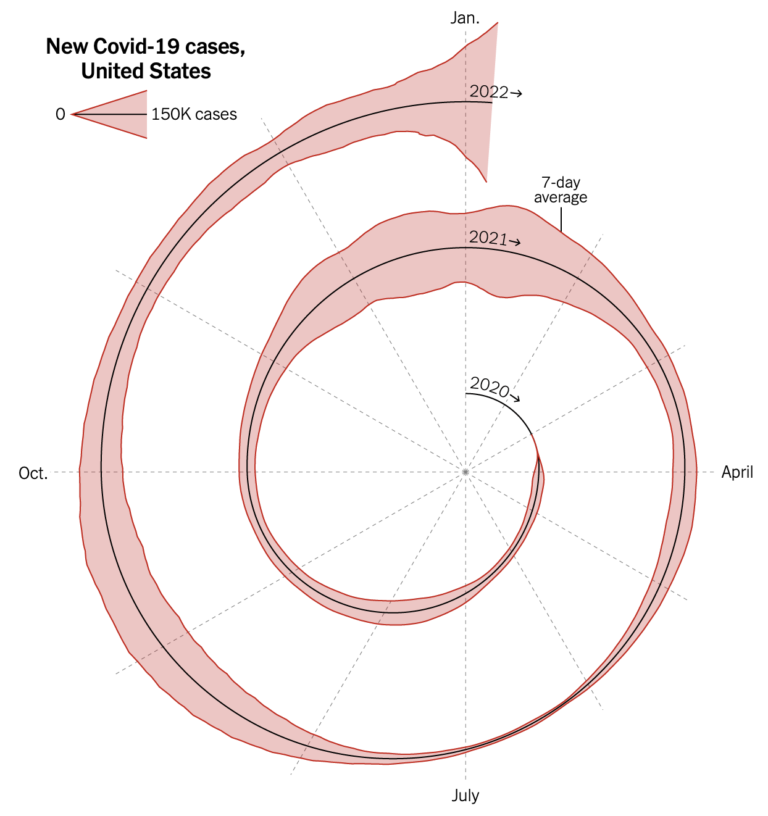 Jan.
New Covid-19 cases,
United States
0
150K cases
2022→
7-day
average
2021→
2020→
Oct.
April
July